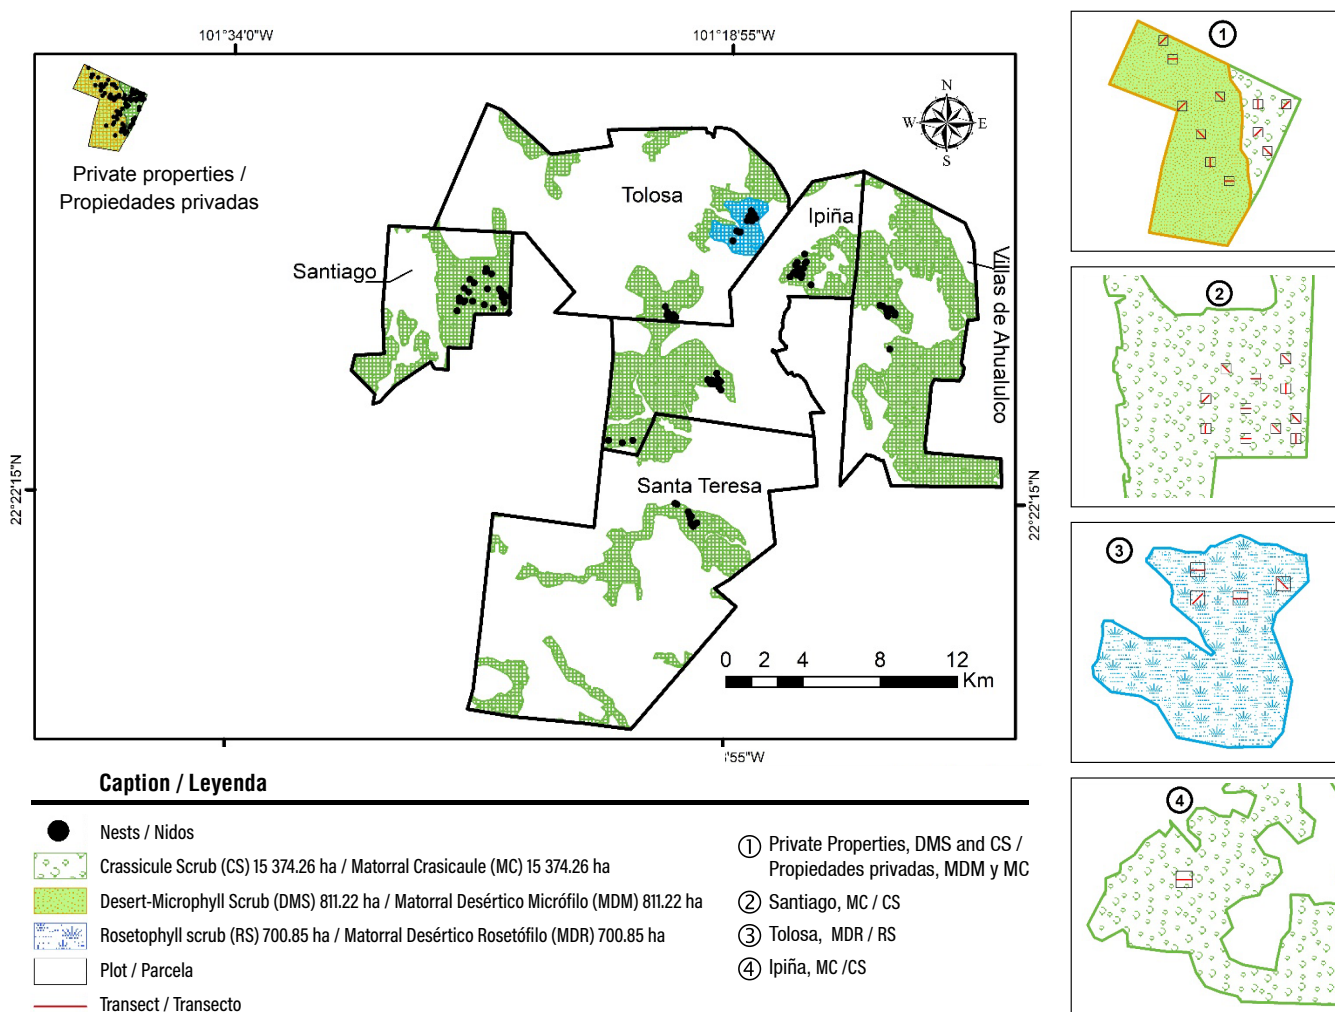 101°34'0"W
101°18'55"W
N
W
E
S
Private properties /
Propiedades privadas
Tolosa
Ipiña
Santiago
Villas de Ahualulco
Santa Teresa
22°22'15"N
22°22'15"N
0 2 4 8 12
Km
'55"W
1
2
3
4
Caption / Leyenda
Nests / Nidos
Crassicule Scrub (CS) 15 374.26 ha / Matorral Crasicaule (MC) 15 374.26 ha
Desert-Microphyll Scrub (DMS) 811.22 ha / Matorral Desértico Micrófilo (MDM) 811.22 ha
Rosetophyll scrub (RS) 700.85 ha / Matorral Desértico Rosetófilo (MDR) 700.85 ha
Plot / Parcela
Transect / Transecto
1 Private Properties, DMS and CS /
Propiedades privadas, MDM y MC
2 Santiago, MC / CS
3 Tolosa, MDR / RS
4 Ipiña, MC /CS